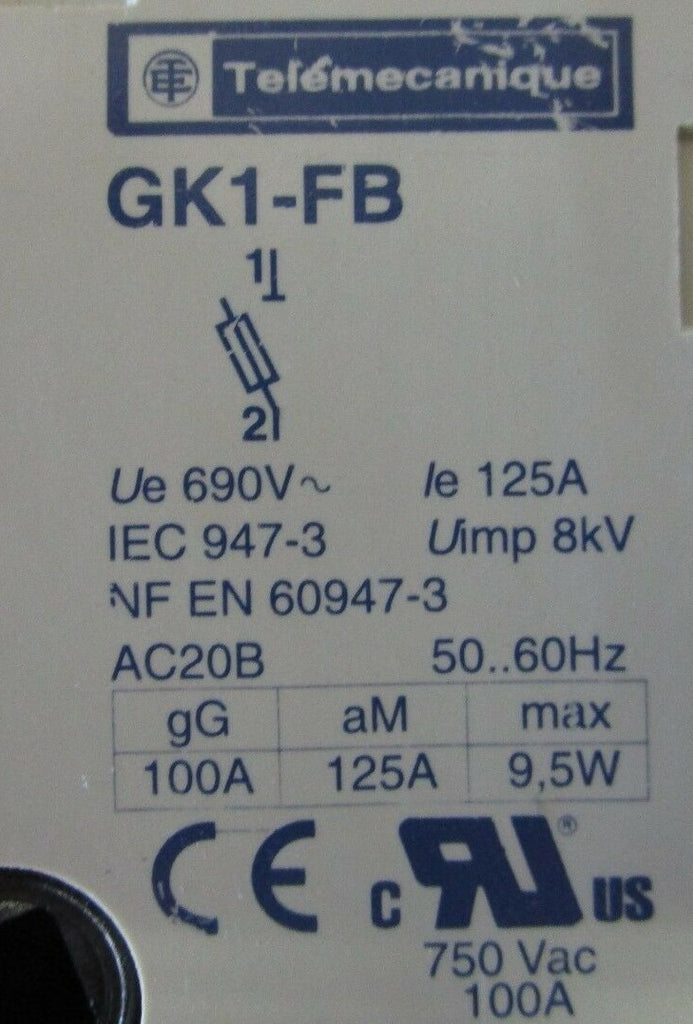 Telemecanique
GK1-FB
1
2
Ue 690V~ Ie 125A
IEC 947-3 Uimp 8kV
NF EN 60947-3
AC20B 50..60Hz
gG aM max
100A 125A 9,5W
CE c RU® US
750 Vac
100A